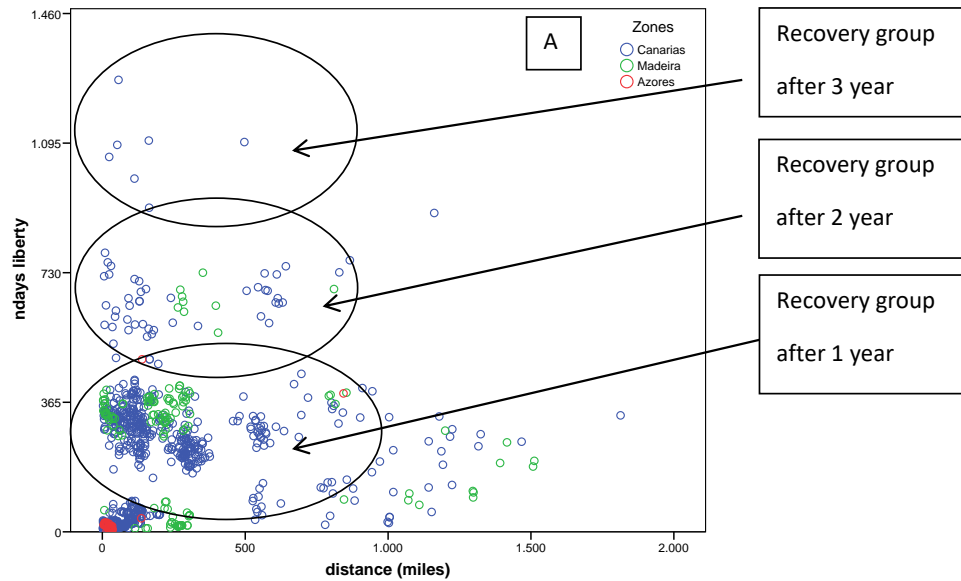 1.460
1.095
730
365
0
ndays liberty
0
500
1.000
1.500
2.000
distance (miles)
A
Zones
Canarias
Madeira
Azores
Recovery group
after 3 year
Recovery group
after 2 year
Recovery group
after 1 year